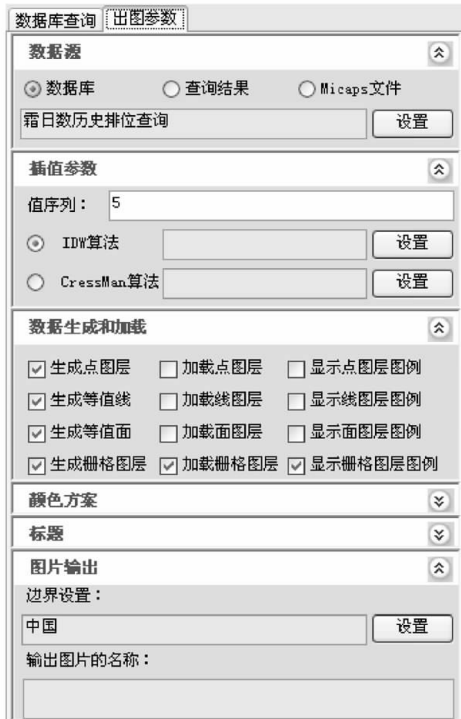 数据库查询 出图参数
数据源
数据库 查询结果 Micaps文件
霜日数历史排位查询 设置
插值参数
值序列： 5
IDW算法 设置
CressMan算法 设置
数据生成和加载
生成点图层 加载点图层 显示点图层图例
生成等值线 加载线图层 显示线图层图例
生成等值面 加载面图层 显示面图层图例
生成栅格图层 加载栅格图层 显示栅格图层图例
颜色方案
标题
图片输出
边界设置：
中国 设置
输出图片的名称：